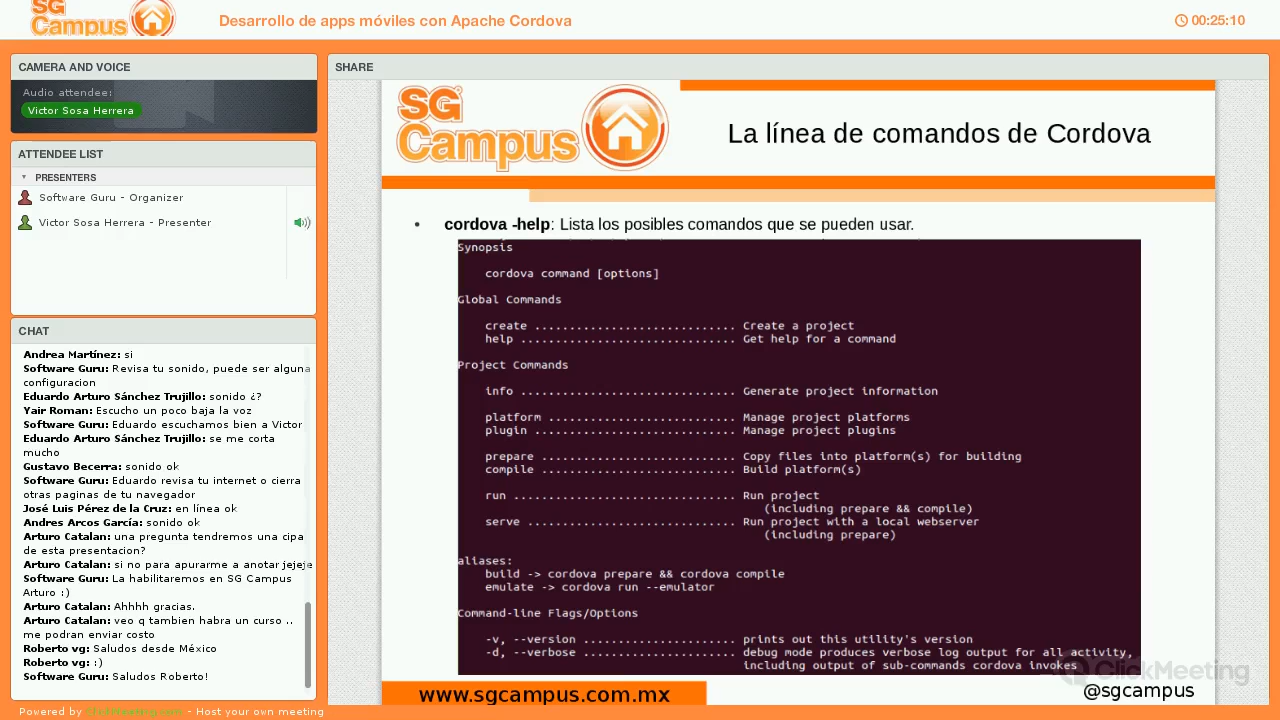 SG
Campus
Desarrollo de apps móviles con Apache Cordova
00:25:10
CAMERA AND VOICE
Audio attendee:
Victor Sosa Herrera
ATTENDEE LIST
PRESENTERS
Software Guru - Organizer
Victor Sosa Herrera - Presenter
CHAT
Andrea Martínez: si
Software Guru: Revisa tu sonido, puede ser alguna
configuracion
Eduardo Arturo Sánchez Trujillo: sonido ¿?
Yair Roman: Escucho un poco baja la voz
Software Guru: Eduardo escuchamos bien a Victor
Eduardo Arturo Sánchez Trujillo: se me corta
mucho
Gustavo Becerra: sonido ok
Software Guru: Eduardo revisa tu internet o cierra
otras paginas de tu navegador
José Luis Pérez de la Cruz: en línea ok
Andres Arcos García: sonido ok
Arturo Catalan: una pregunta tendremos una cipa
de esta presentacion?
Arturo Catalan: si no para apurarme a anotar jejeje
Software Guru: La habilitaremos en SG Campus
Arturo :)
Arturo Catalan: Ahhhh gracias.
Arturo Catalan: veo q tambien habra un curso ..
me podran enviar costo
Roberto vg: Saludos desde México
Roberto vg: :)
Software Guru: Saludos Roberto!
Powered by ClickMeeting.com - Host your own meeting
SHARE
SG
Campus
La línea de comandos de Cordova
• cordova -help: Lista los posibles comandos que se pueden usar.
Synopsis
cordova command [options]
Global Commands
create ............................. Create a project
help ............................... Get help for a command
Project Commands
info ............................... Generate project information
platform ........................... Manage project platforms
plugin ............................. Manage project plugins
prepare ............................ Copy files into platform(s) for building
compile ............................ Build platform(s)
run ................................ Run project
(including prepare && compile)
serve .............................. Run project with a local webserver
(including prepare)
aliases:
build -> cordova prepare && cordova compile
emulate -> cordova run --emulator
Command-line Flags/Options
-v, --version ...................... prints out this utility's version
-d, --verbose ...................... debug mode produces verbose log output for all activity,
including output of sub-commands cordova invokes
ClickMeeting
www.sgcampus.com.mx
@sgcampus